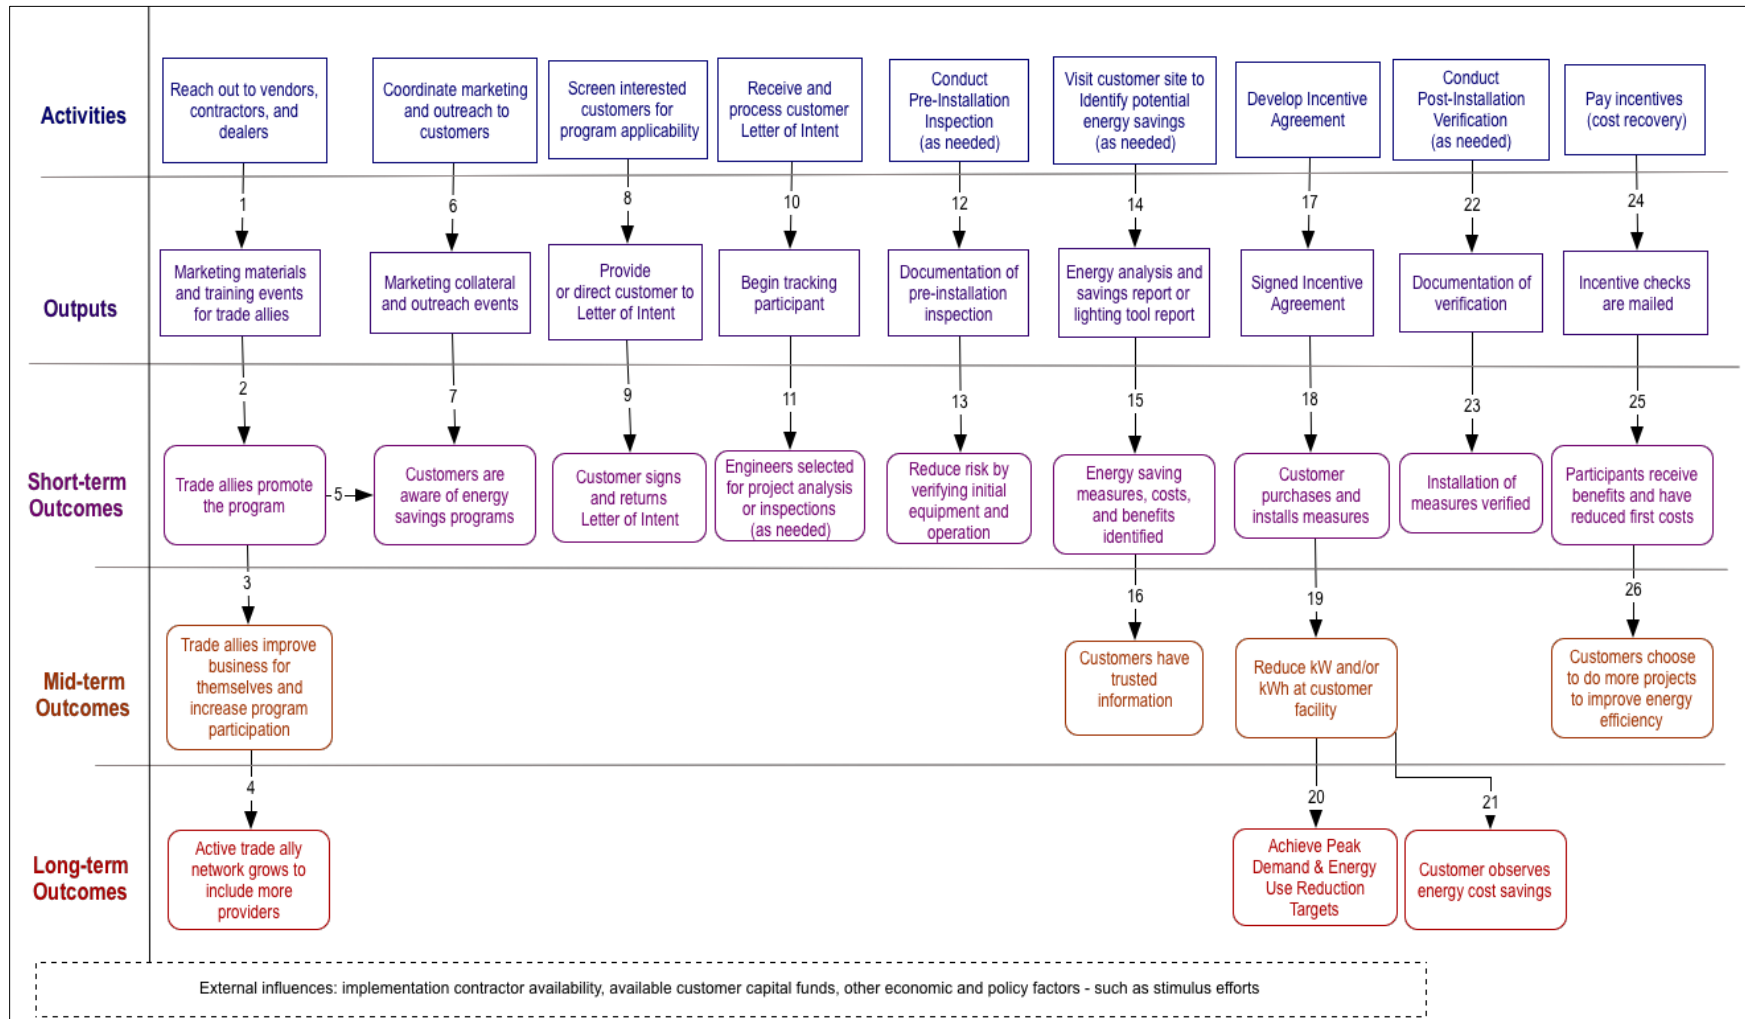 Activities
Reach out to vendors,
contractors, and
dealers
Coordinate marketing
and outreach to
customers
Screen interested
customers for
program applicability
Receive and
process customer
Letter of Intent
Conduct
Pre-Installation
Inspection
(as needed)
Visit customer site to
Identify potential
energy savings
(as needed)
Develop Incentive
Agreement
Conduct
Post-Installation
Verification
(as needed)
Pay incentives
(cost recovery)
1
6
8
10
12
14
17
22
24
Outputs
Marketing materials
and training events
for trade allies
Marketing collateral
and outreach events
Provide
or direct customer to
Letter of Intent
Begin tracking
participant
Documentation of
pre-installation
inspection
Energy analysis and
savings report or
lighting tool report
Signed Incentive
Agreement
Documentation of
verification
Incentive checks
are mailed
2
7
9
11
13
15
18
23
25
Short-term
Outcomes
Trade allies promote
the program
5
Customers are
aware of energy
savings programs
Customer signs
and returns
Letter of Intent
Engineers selected
for project analysis
or inspections
(as needed)
Reduce risk by
verifying initial
equipment and
operation
Energy saving
measures, costs,
and benefits
identified
Customer
purchases and
installs measures
Installation of
measures verified
Participants receive
benefits and have
reduced first costs
3
16
19
26
Mid-term
Outcomes
Trade allies improve
business for
themselves and
increase program
participation
Customers have
trusted
information
Reduce kW and/or
kWh at customer
facility
Customers choose
to do more projects
to improve energy
efficiency
4
20
21
Long-term
Outcomes
Active trade ally
network grows to
include more
providers
Achieve Peak
Demand & Energy
Use Reduction
Targets
Customer observes
energy cost savings
External influences: implementation contractor availability, available customer capital funds, other economic and policy factors - such as stimulus efforts